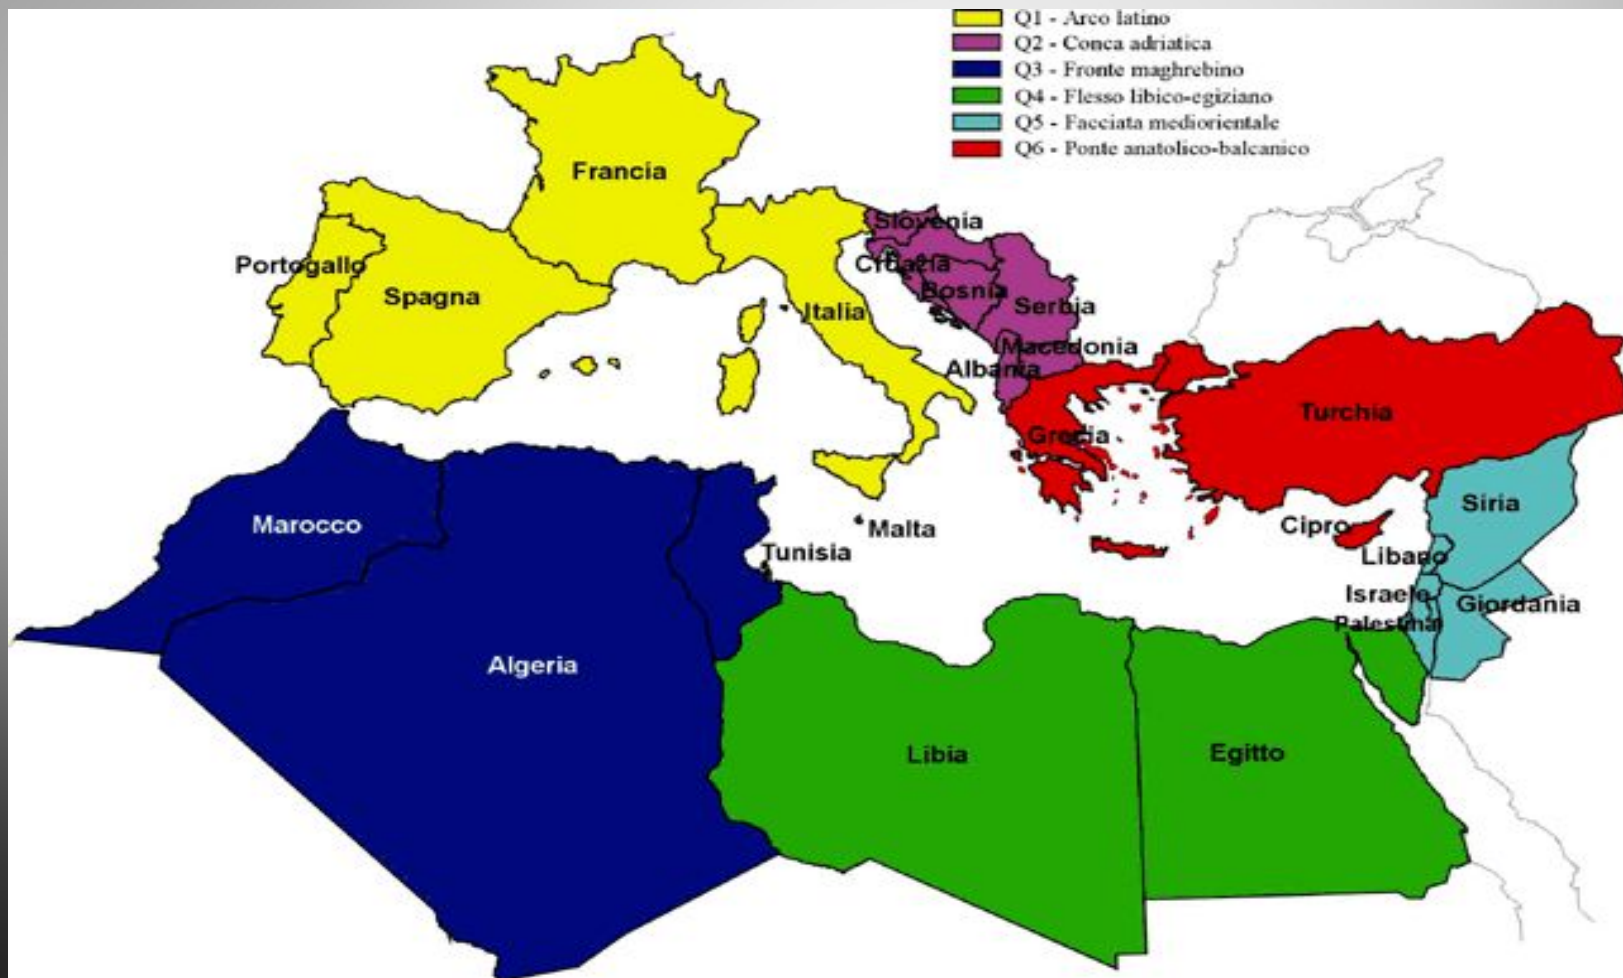 Q1 - Arco latino
Q2 - Conca adriatica
Q3 - Fronte maghrebino
Q4 - Flesso libico-egiziano
Q5 - Facciata mediorientale
Q6 - Ponte anatolico-balcanico
Francia
Slovenia
Portogallo
Croazia
Spagna
Bosnia
Italia
Serbia
Macedonia
Albania
Turchia
Grecia
Siria
Marocco
Malta
Cipro
Tunisia
Libano
Israele
Giordania
Palestina
Algeria
Libia
Egitto